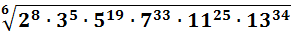 ⁶√(2⁸ · 3⁵ · 5¹⁹ · 7³³ · 11²⁵ · 13³⁴)